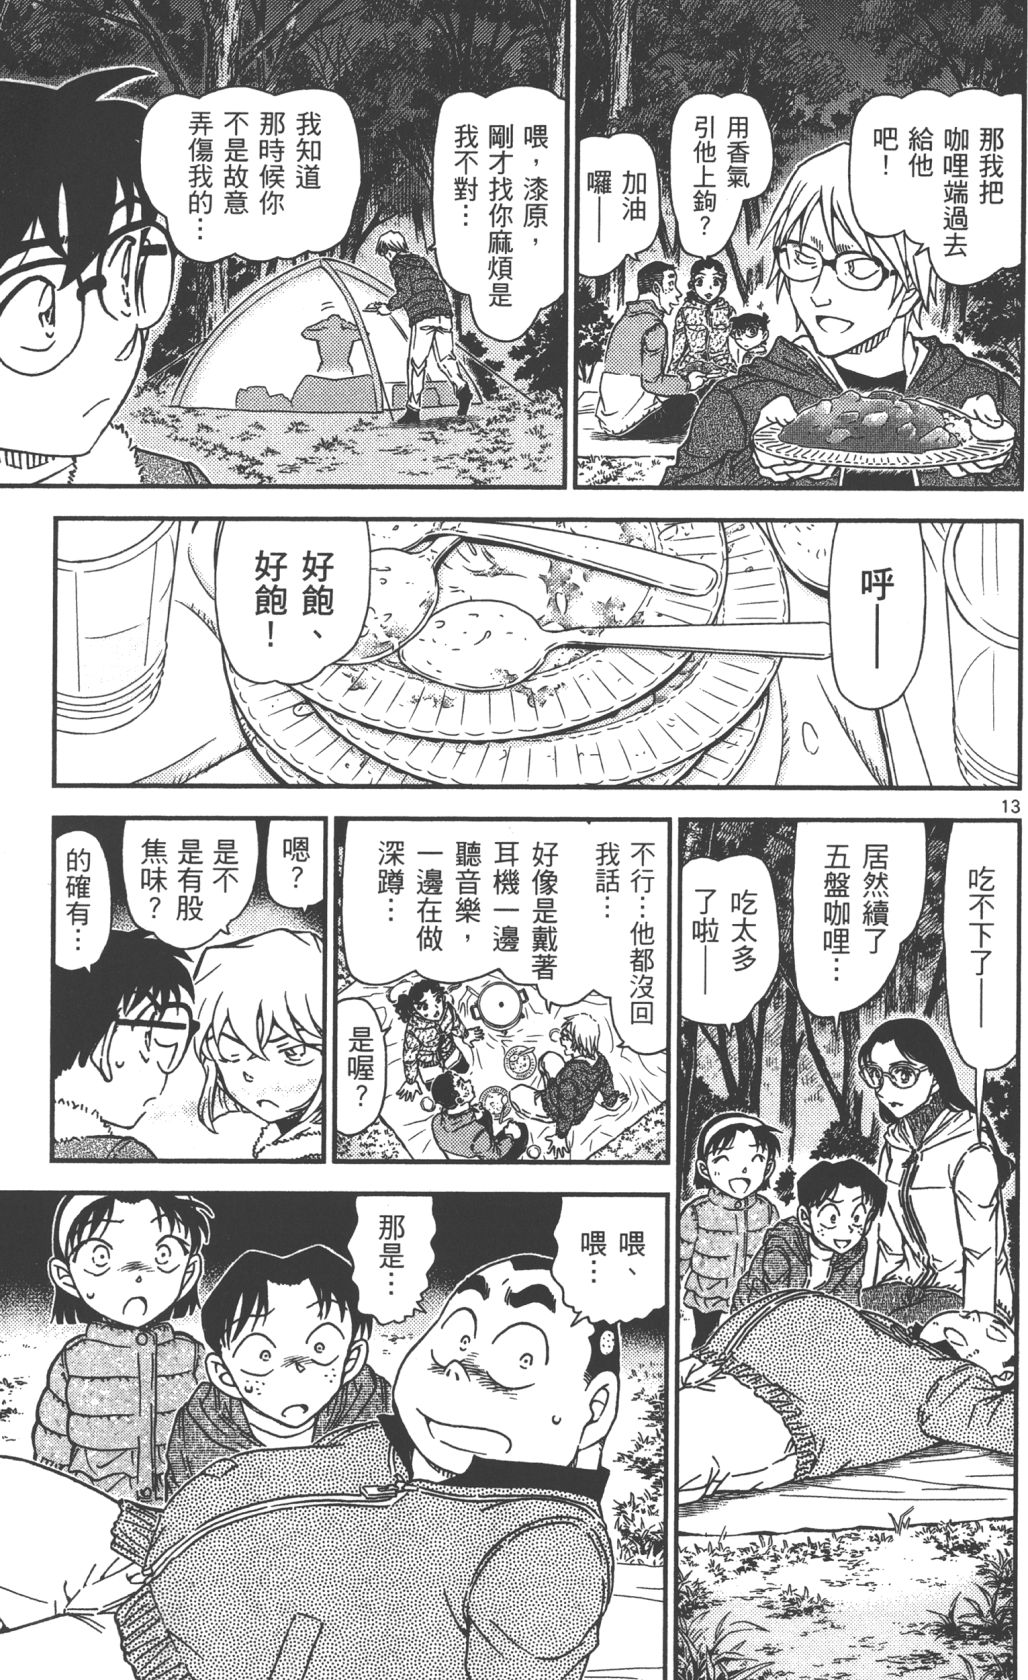 那我把
咖哩端過去
給他
吧！
用香氣
引他上鉤？
加油
囉——
喂，漆原，
剛才找你麻煩是
我不對…
我知道
那時候你
不是故意
弄傷我的…
呼——
好飽、
好飽！
13
吃不下了——
居然續了
五盤咖哩…
吃太多
了啦——
不行…他都沒回
我話…
好像是戴著
耳機一邊
聽音樂，
一邊在做
深蹲…
是喔？
嗯？
是不
是有股
焦味？
的確有…
喂、
喂…
那是…